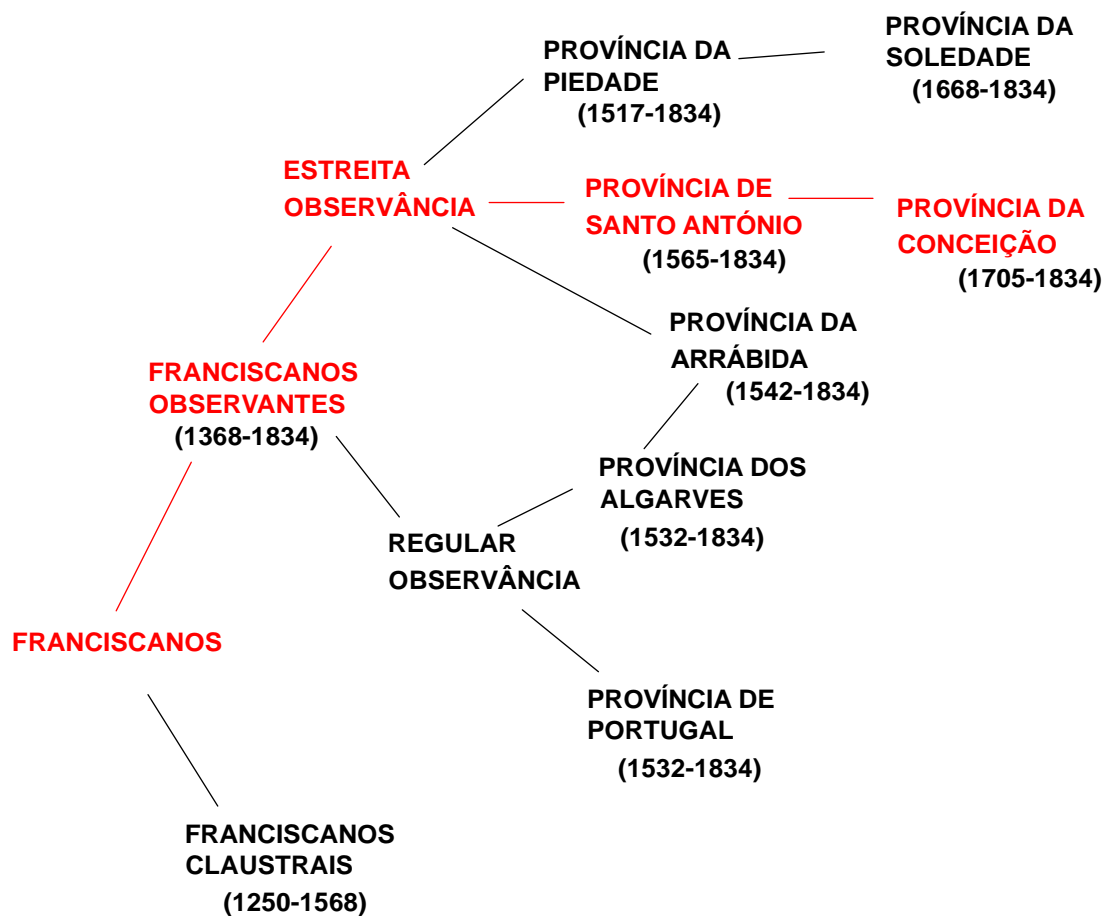 PROVÍNCIA DA
SOLEDADE
(1668-1834)
PROVÍNCIA DA
PIEDADE
(1517-1834)
ESTREITA
OBSERVÂNCIA
PROVÍNCIA DE
SANTO ANTÓNIO
(1565-1834)
PROVÍNCIA DA
CONCEIÇÃO
(1705-1834)
PROVÍNCIA DA
ARRÁBIDA
(1542-1834)
FRANCISCANOS
OBSERVANTES
(1368-1834)
PROVÍNCIA DOS
ALGARVES
(1532-1834)
REGULAR
OBSERVÂNCIA
FRANCISCANOS
PROVÍNCIA DE
PORTUGAL
(1532-1834)
FRANCISCANOS
CLAUSTRAIS
(1250-1568)